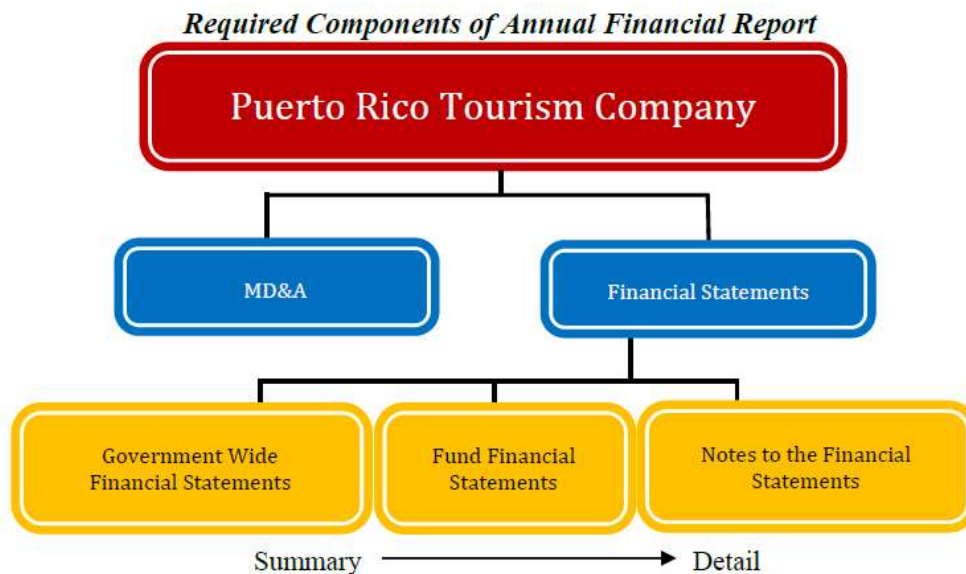 Required Components of Annual Financial Report
Puerto Rico Tourism Company
MD&A
Financial Statements
Government Wide
Financial Statements
Fund Financial
Statements
Notes to the Financial
Statements
Summary
Detail